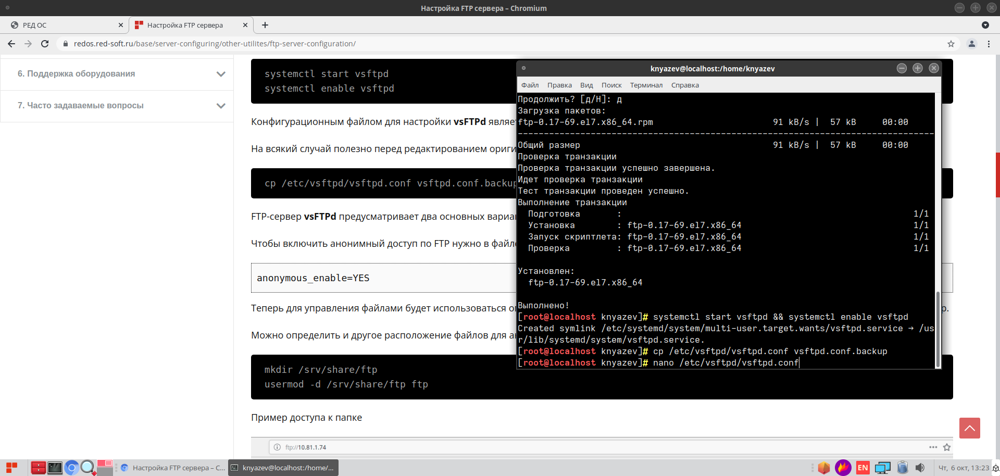 Настройка FTP сервера – Chromium
РЕД ОС
Настройка FTP сервера
redos.red-soft.ru/base/server-configuring/other-utilites/ftp-server-configuration/
6. Поддержка оборудования
7. Часто задаваемые вопросы
systemctl start vsftpd
systemctl enable vsftpd
Конфигурационным файлом для настройки vsFTPd являе
На всякий случай полезно перед редактированием ориги
cp /etc/vsftpd/vsftpd.conf vsftpd.conf.backup
FTP-сервер vsFTPd предусматривает два основных вариа
Чтобы включить анонимный доступ по FTP нужно в файле
anonymous_enable=YES
Теперь для управления файлами будет использоваться
р.
Можно определить и другое расположение файлов для
mkdir /srv/share/ftp
usermod -d /srv/share/ftp ftp
Пример доступа к папке
ftp://10.81.1.74
knyazev@localhost:/home/knyazev
Файл Правка Вид Поиск Терминал Справка
Продолжить? [д/Н]: д
Загрузка пакетов:
ftp-0.17-69.el7.x86_64.rpm 91 kB/s | 57 kB 00:00
--------------------------------------------------------------------------------
Общий размер 91 kB/s | 57 kB 00:00
Проверка транзакции
Проверка транзакции успешно завершена.
Идет проверка транзакции
Тест транзакции проведен успешно.
Выполнение транзакции
Подготовка : 1/1
Установка : ftp-0.17-69.el7.x86_64 1/1
Запуск скриптлета: ftp-0.17-69.el7.x86_64 1/1
Проверка : ftp-0.17-69.el7.x86_64 1/1
Установлен:
ftp-0.17-69.el7.x86_64
Выполнено!
[root@localhost knyazev]# systemctl start vsftpd && systemctl enable vsftpd
Created symlink /etc/systemd/system/multi-user.target.wants/vsftpd.service → /us
r/lib/systemd/system/vsftpd.service.
[root@localhost knyazev]# cp /etc/vsftpd/vsftpd.conf vsftpd.conf.backup
[root@localhost knyazev]# nano /etc/vsftpd/vsftpd.conf
Настройка FTP сервера – C...
knyazev@localhost:/home/...
EN
Чт, 6 окт, 13:23